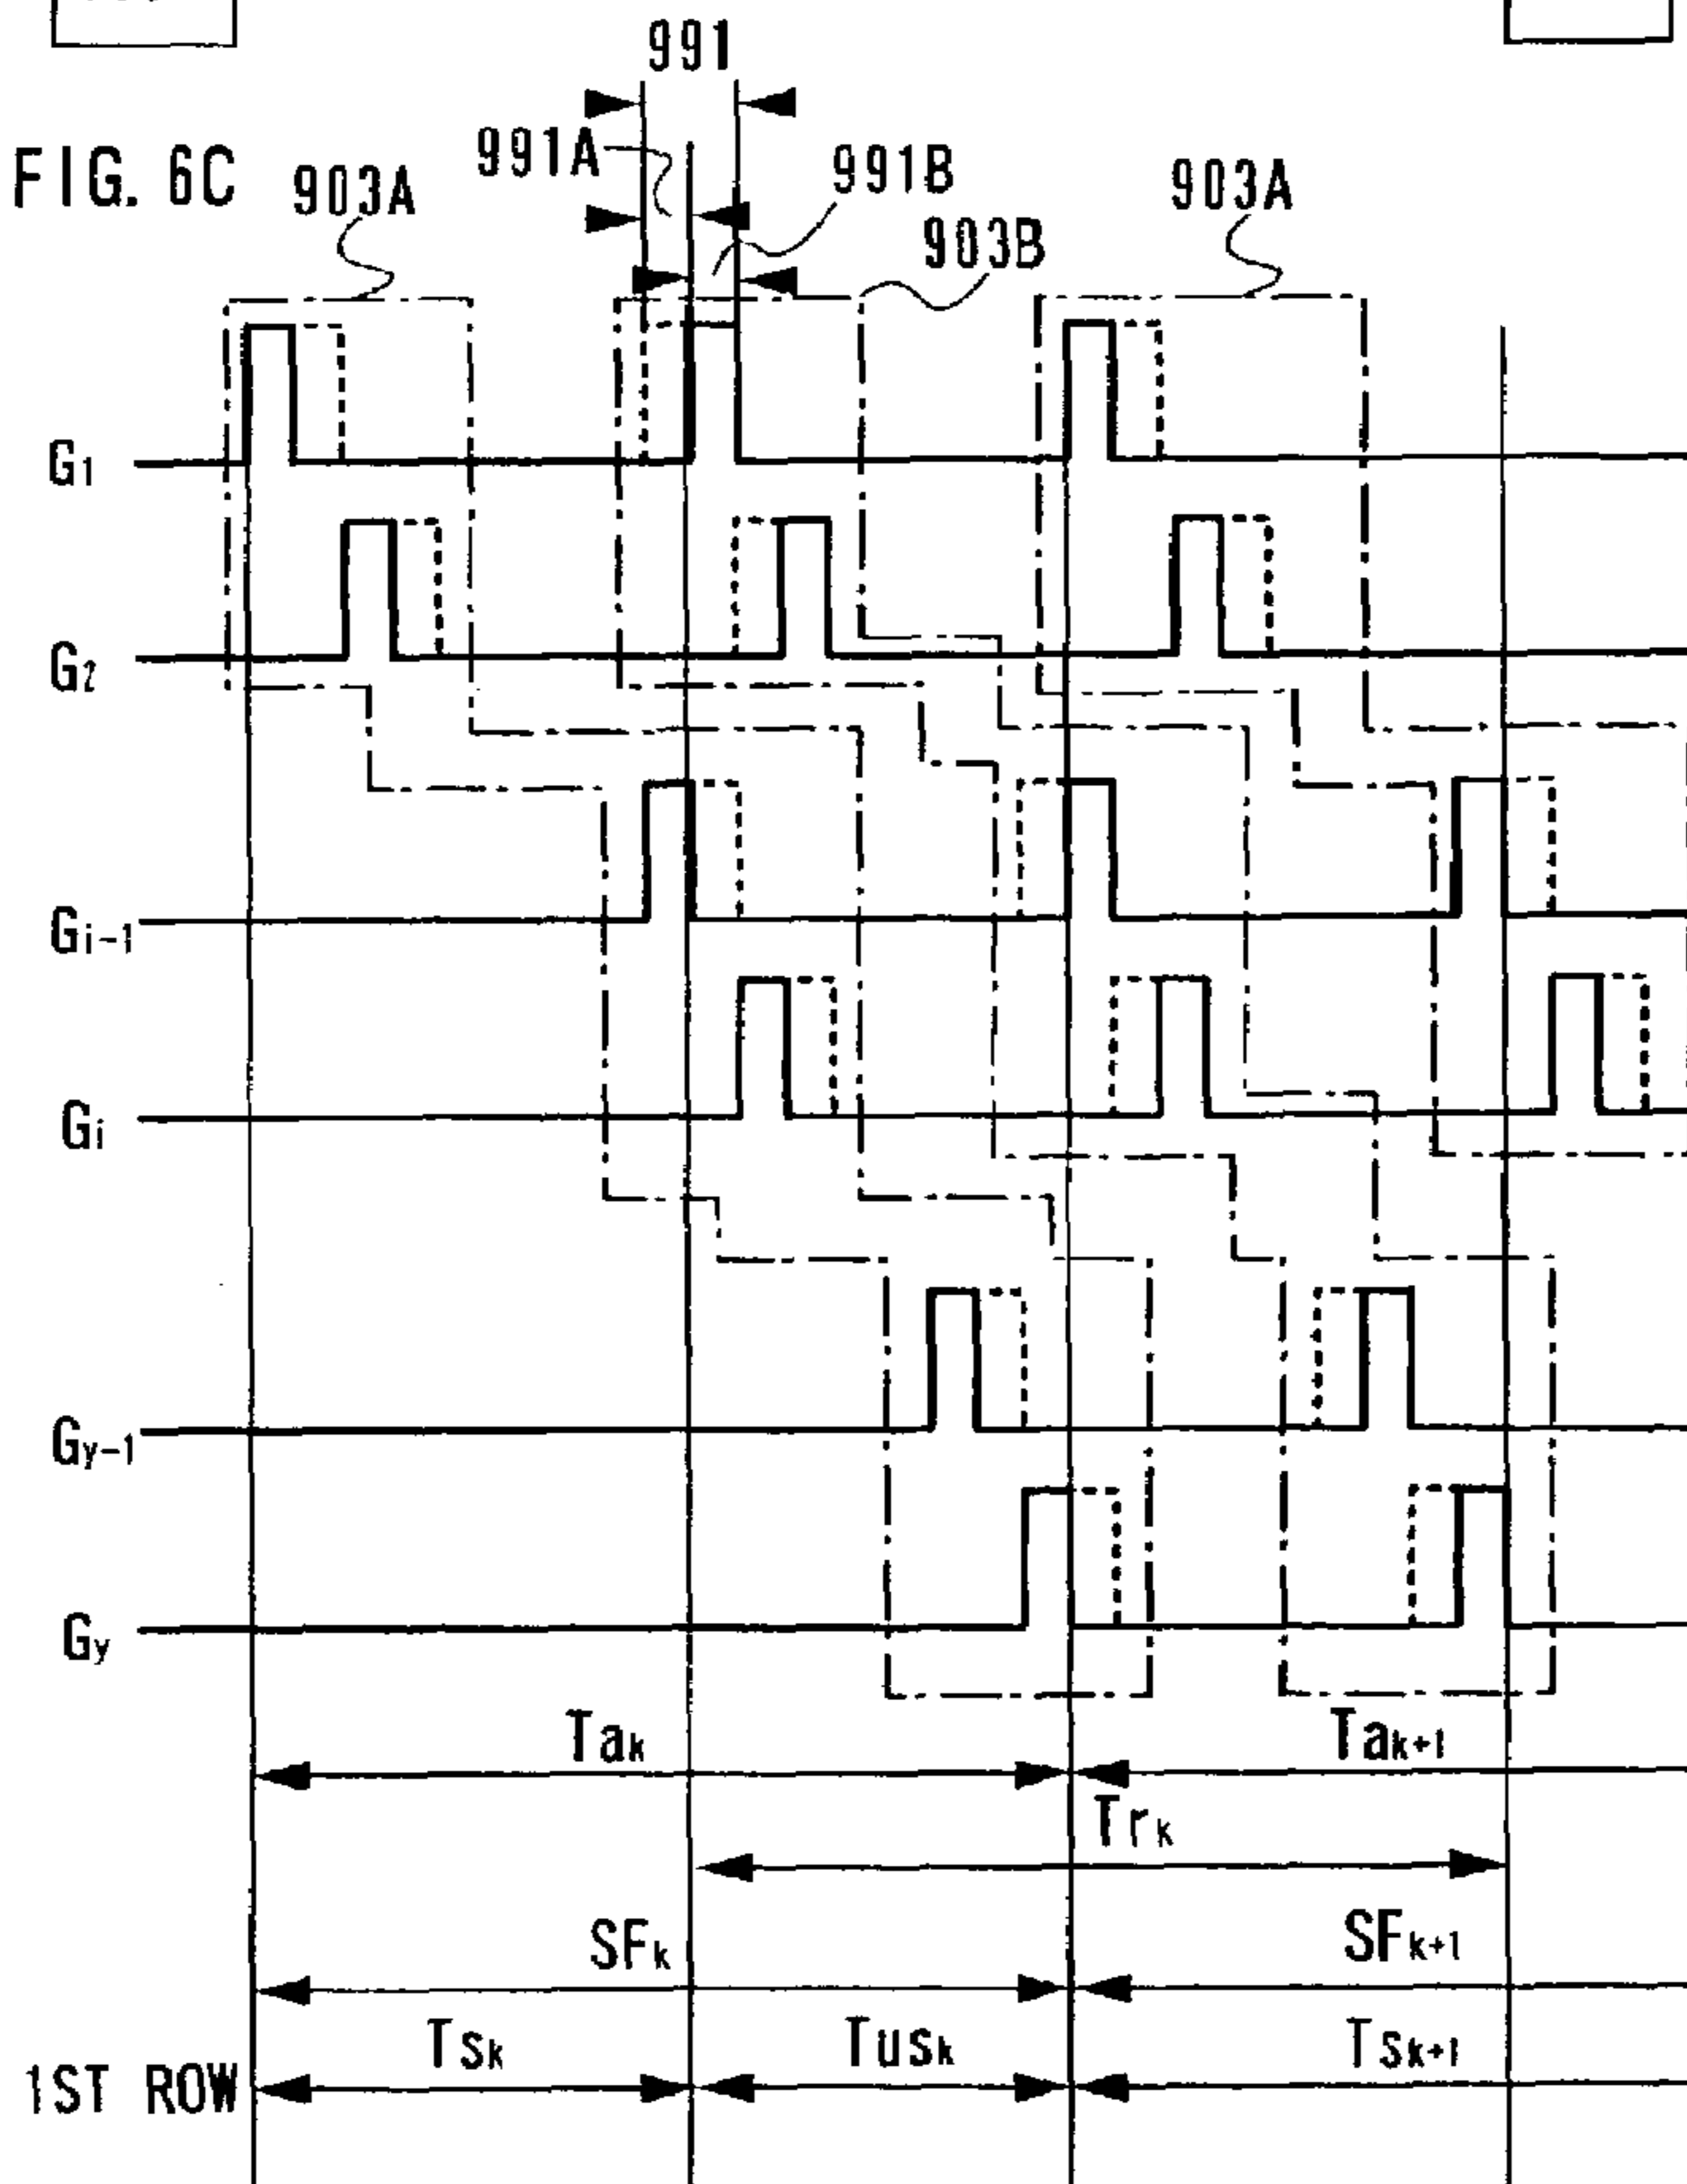 991
FIG. 6C
903A
991A
991B
903B
903A
G1
G2
Gi-1
Gi
Gy-1
Gy
Tak
Tak+1
Trk
SFk
SFk+1
1ST ROW
Tsk
Tusk
Tsk+1